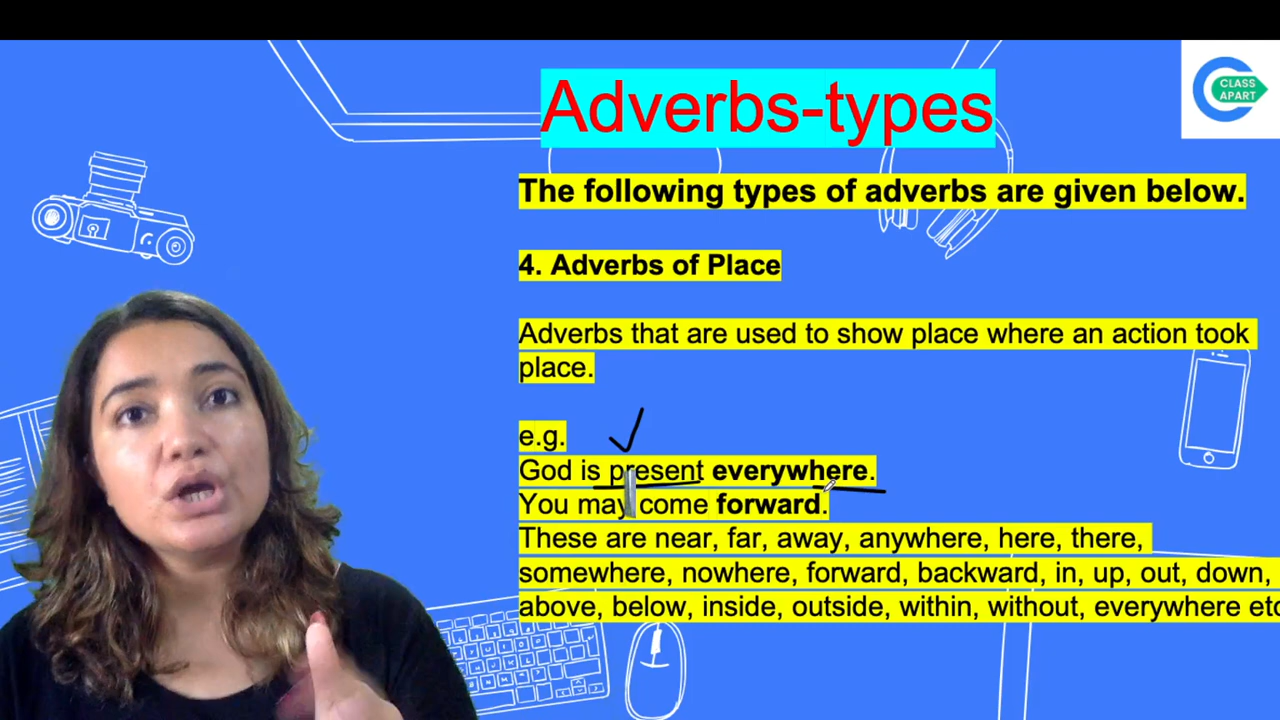 CLASS
APART
Adverbs-types
The following types of adverbs are given below.
4. Adverbs of Place
Adverbs that are used to show place where an action took
place.
e.g.
God is present everywhere.
You may come forward.
These are near, far, away, anywhere, here, there,
somewhere, nowhere, forward, backward, in, up, out, down,
above, below, inside, outside, within, without, everywhere etc